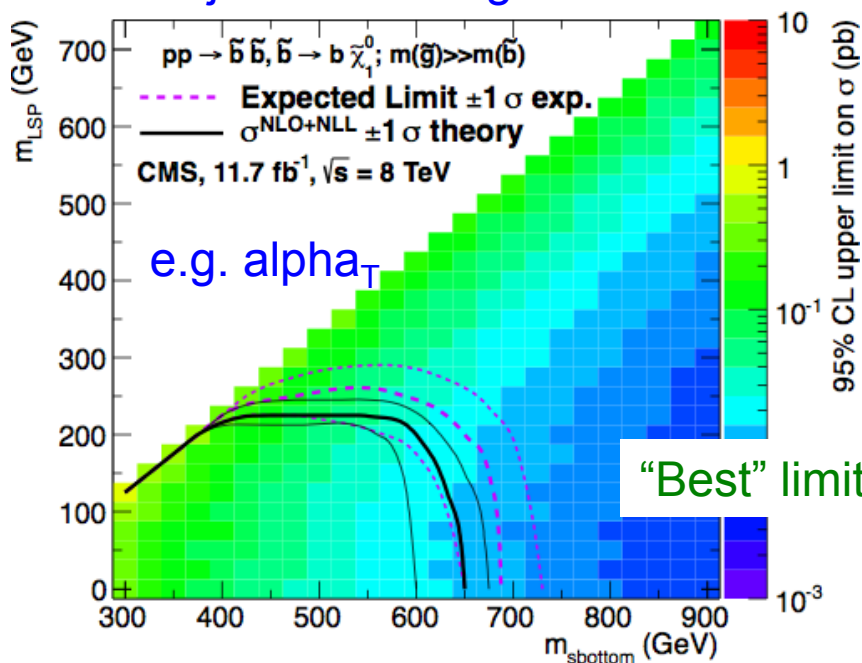 pp → b̃ b̃, b̃ → b χ̃⁰₁; m(g̃)>>m(b̃)
Expected Limit ±1 σ exp.
σ^NLO+NLL ±1 σ theory
CMS, 11.7 fb⁻¹, √s = 8 TeV
e.g. alpha_T
"Best" limit
m_LSP (GeV)
700
600
500
400
300
200
100
0
300 400 500 600 700 800 900
m_sbottom (GeV)
10
1
10⁻¹
10⁻³
95% CL upper limit on σ (pb)